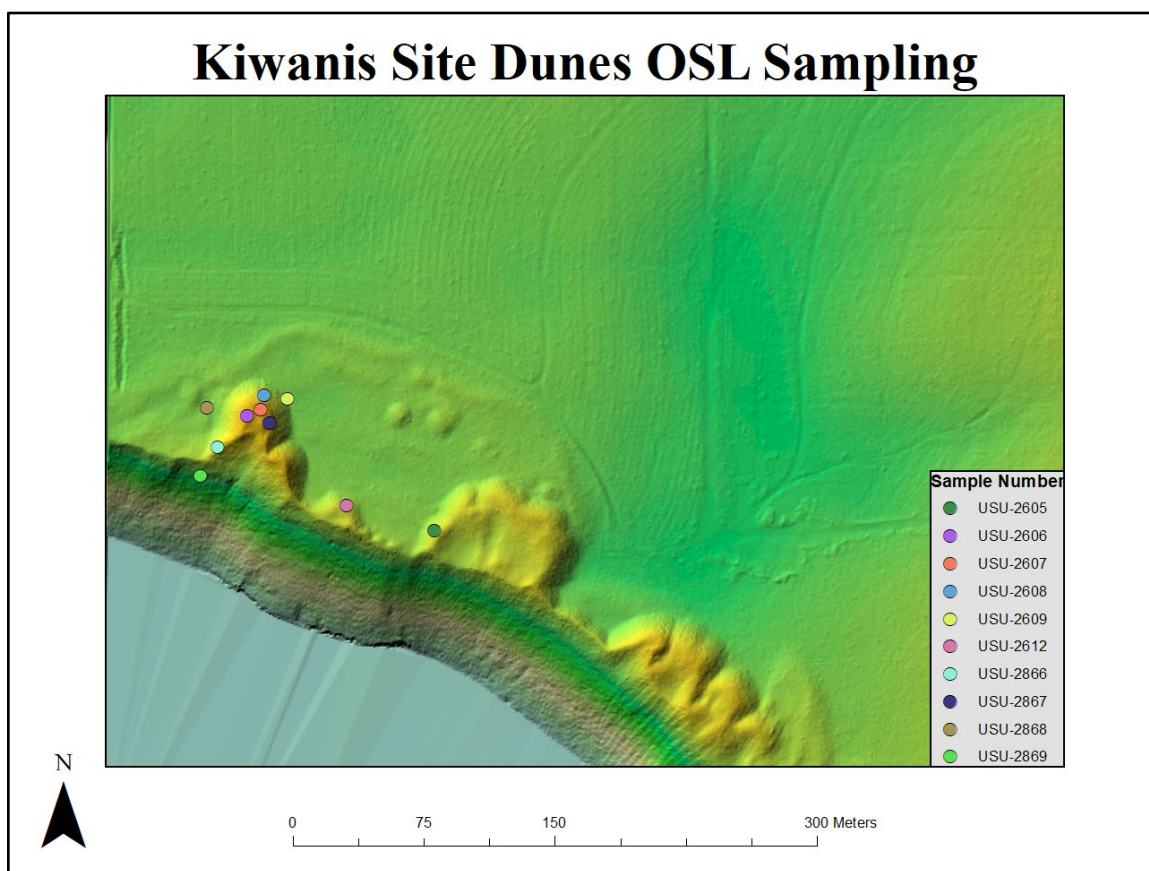 Kiwanis Site Dunes OSL Sampling
Sample Number
USU-2605
USU-2606
USU-2607
USU-2608
USU-2609
USU-2612
USU-2866
USU-2867
USU-2868
USU-2869
N
0 75 150 300 Meters